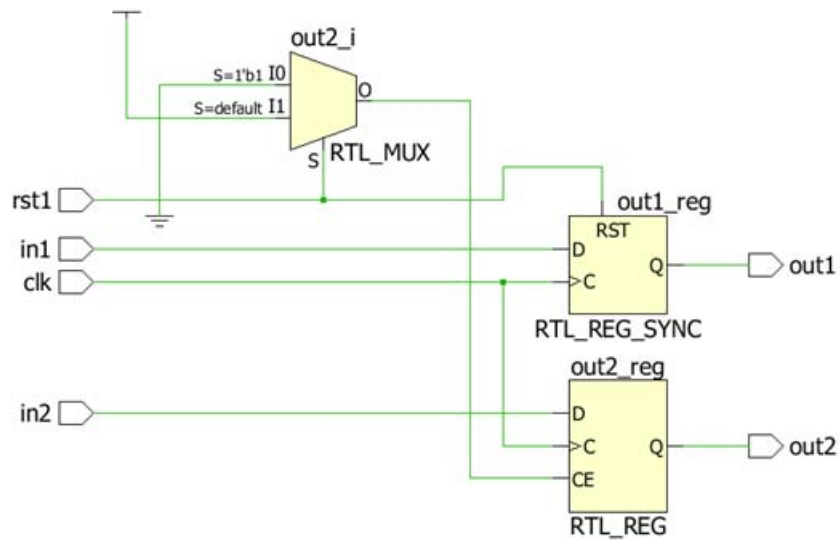 out2_i
S=1'b1 I0
S=default I1
O
S
RTL_MUX
rst1
out1_reg
RST
in1
D
Q
out1
clk
C
RTL_REG_SYNC
out2_reg
in2
D
C
Q
out2
CE
RTL_REG